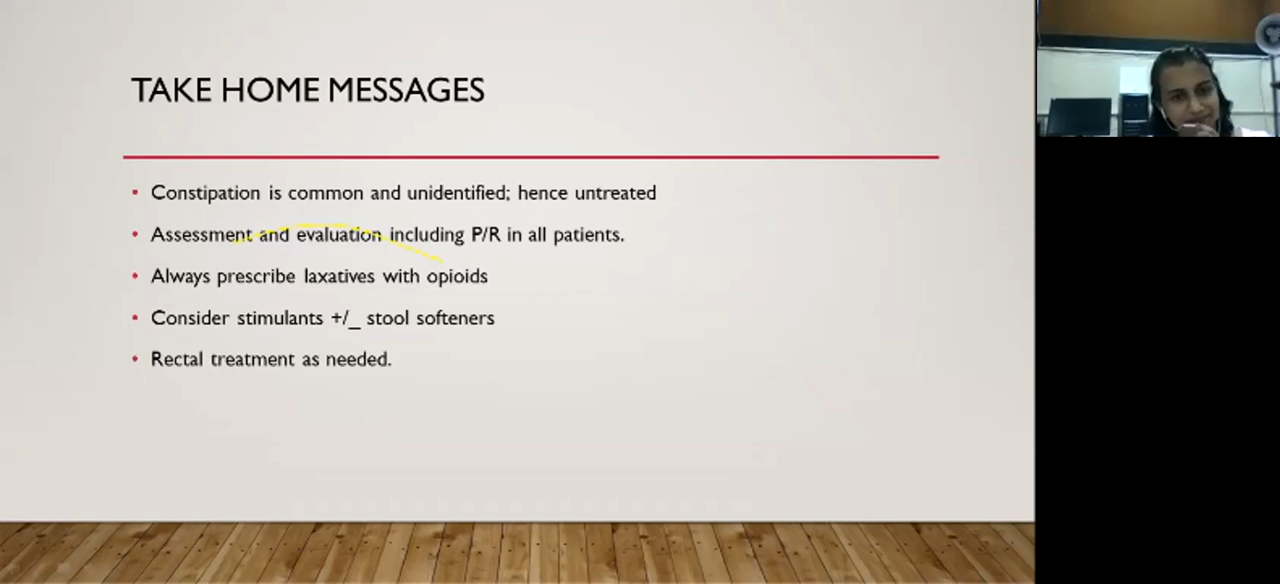 TAKE HOME MESSAGES
• Constipation is common and unidentified; hence untreated
• Assessment and evaluation including P/R in all patients.
• Always prescribe laxatives with opioids
• Consider stimulants +/_ stool softeners
• Rectal treatment as needed.